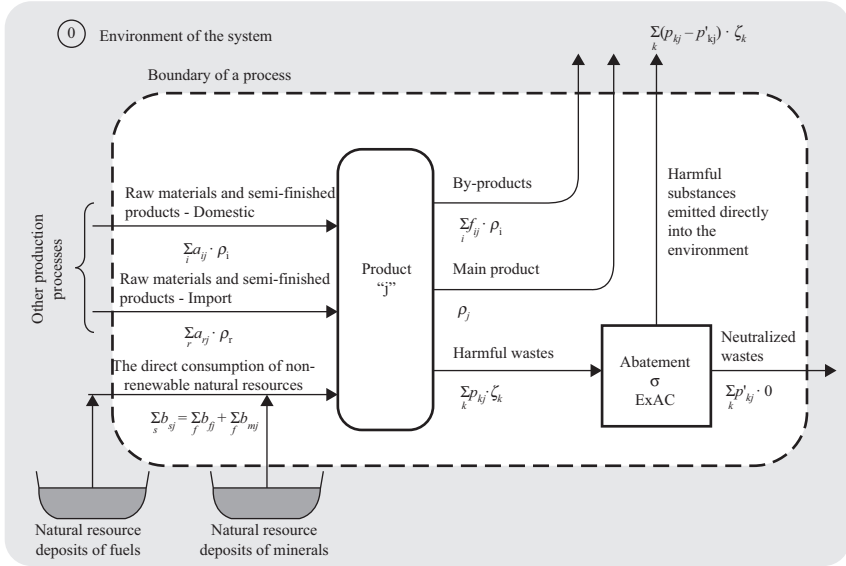 0 Environment of the system
Σ(p_kj – p'_kj) · ζ_k
k
Boundary of a process
Other production
processes
Raw materials and semi-finished
products - Domestic
Σa_ij · ρ_i
i
Raw materials and semi-finished
products - Import
Σa_rj · ρ_r
r
The direct consumption of non-
renewable natural resources
Σb_sj = Σb_fj + Σb_mj
s f f
Product
“j”
By-products
Σf_ij · ρ_i
i
Main product
ρ_j
Harmful wastes
Σp_kj·ζ_k
k
Harmful
substances
emitted directly
into the
environment
Abatement
σ
ExAC
Neutralized
wastes
Σp'_kj · 0
k
Natural resource
deposits of fuels
Natural resource
deposits of minerals